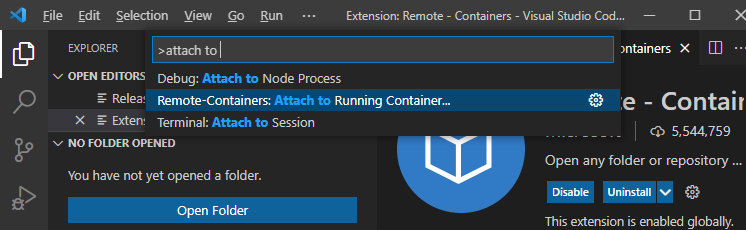 File Edit Selection View Go Run ... Extension: Remote - Containers - Visual Studio Cod...
EXPLORER
>attach to
ontainers
OPEN EDITORS
Debug: Attach to Node Process
Relea
Remote-Containers: Attach to Running Container...
Exten
Terminal: Attach to Session
te - Contain
5,544,759
NO FOLDER OPENED
You have not yet opened a folder.
Open Folder
Open any folder or repository ...
Disable Uninstall
This extension is enabled globally.